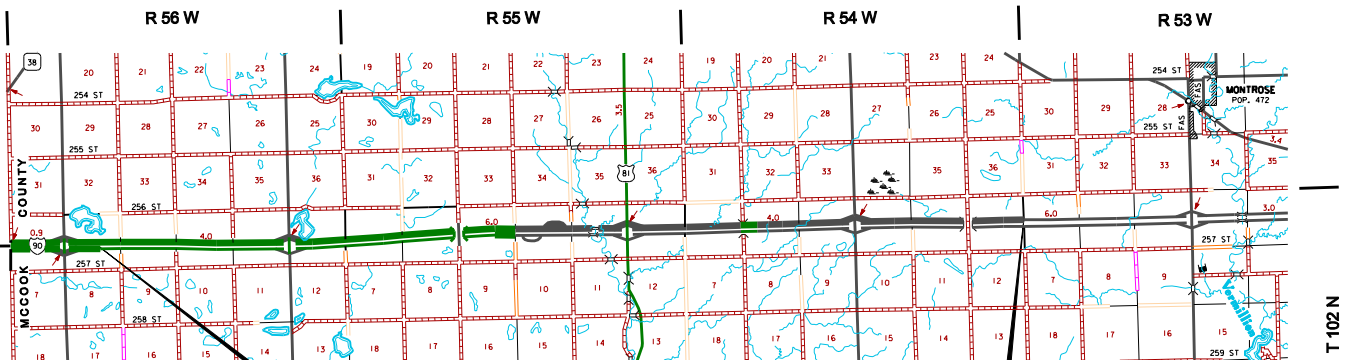 R 56 W R 55 W R 54 W R 53 W
38
20 21 22 23 24 19 20 21 22 23 24 19 20 21 23 24
254 ST
254 ST
FAS
MONTROSE
POP. 472
3.5
30 29 27 26 25 30 29 28 27 26 25 30 29 28 27 26 25 30 29 28
255 ST
FAS
255 ST
3.4
81
31 32 33 34 35 36 31 32 33 34 35 36 31 32 33 35 36 31 32 33 34 35
MCCOOK COUNTY
256 ST
0.9 90 4.0 6.0 4.0 6.0 3.0
257 ST
257 ST
7 8 9 10 11 12 7 8 9 10 11 12 7 8 9 10 11 12 7 8 9
258 ST
Vermillion
18 17 16 15 14 13 18 17 16 15 14 13 18 17 16 15 14 13 18 17 16 15
259 ST
T 102 N